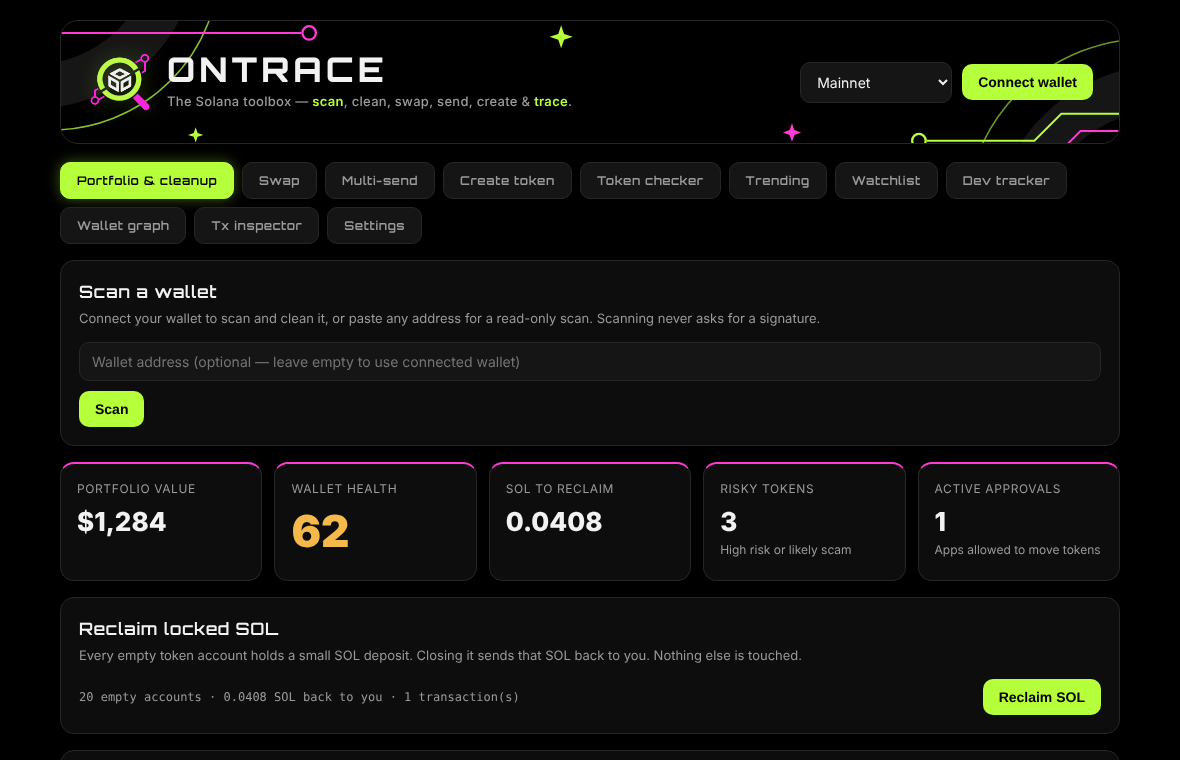 ONTRACE
The Solana toolbox — scan, clean, swap, send, create & trace.
Mainnet
Connect wallet
Portfolio & cleanup
Swap
Multi-send
Create token
Token checker
Trending
Watchlist
Dev tracker
Wallet graph
Tx inspector
Settings
Scan a wallet
Connect your wallet to scan and clean it, or paste any address for a read-only scan. Scanning never asks for a signature.
Wallet address (optional — leave empty to use connected wallet)
Scan
PORTFOLIO VALUE
$1,284
WALLET HEALTH
62
SOL TO RECLAIM
0.0408
RISKY TOKENS
3
High risk or likely scam
ACTIVE APPROVALS
1
Apps allowed to move tokens
Reclaim locked SOL
Every empty token account holds a small SOL deposit. Closing it sends that SOL back to you. Nothing else is touched.
20 empty accounts · 0.0408 SOL back to you · 1 transaction(s)
Reclaim SOL